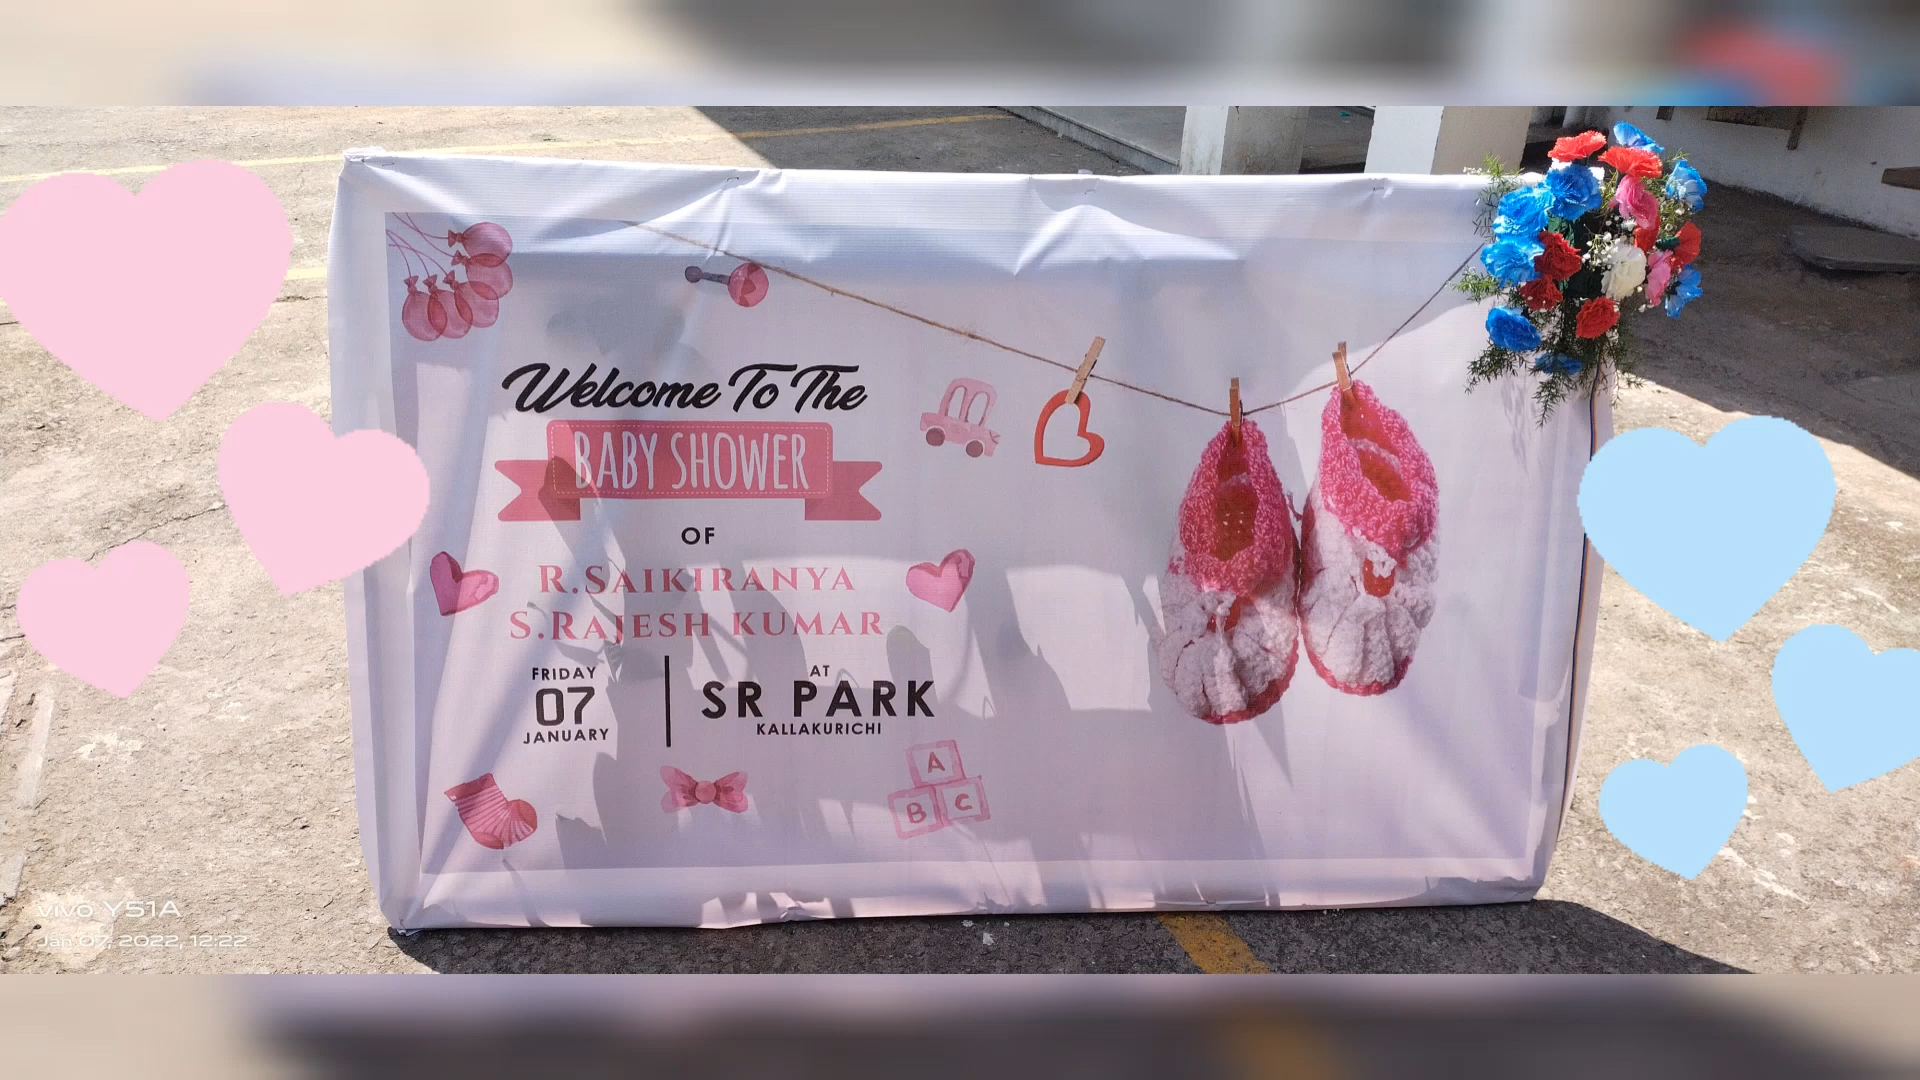 Welcome To The
BABY SHOWER
OF
R.SAIKIRANYA
S.RAJESH KUMAR
FRIDAY
07
JANUARY
AT
SR PARK
KALLAKURICHI
A
B C
vivo Y51A
Jan 07, 2022, 12:22